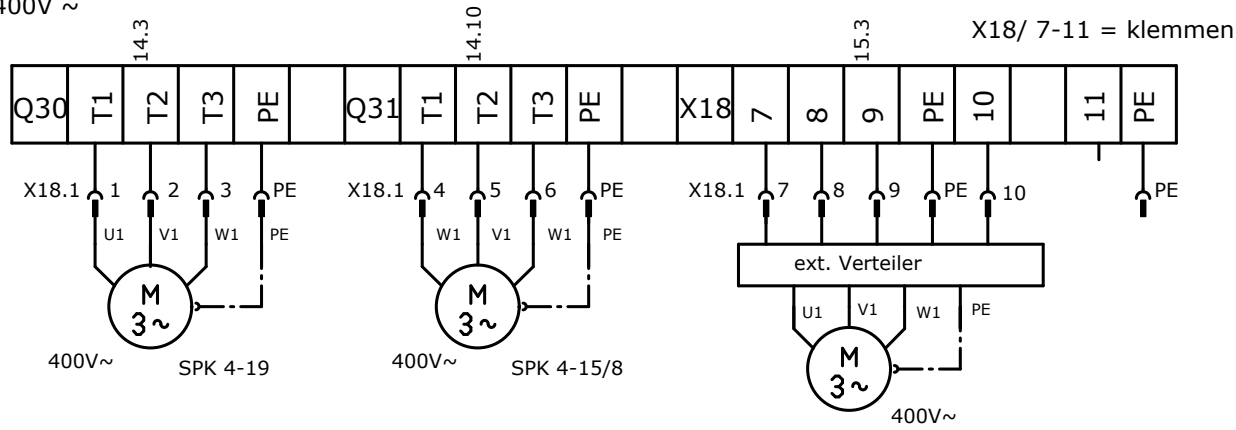 400V ~
14.3
14.10
15.3
X18/ 7-11 = klemmen
Q30 T1 T2 T3 PE Q31 T1 T2 T3 PE X18 7 8 9 PE 10 11 PE
X18.1 1 2 3 PE X18.1 4 5 6 PE X18.1 7 8 9 PE 10 PE
U1 V1 W1 PE W1 V1 W1 PE
ext. Verteiler
M
3~
M
3~
U1 V1 W1 PE
400V~ SPK 4-19 400V~ SPK 4-15/8
M
3~
400V~